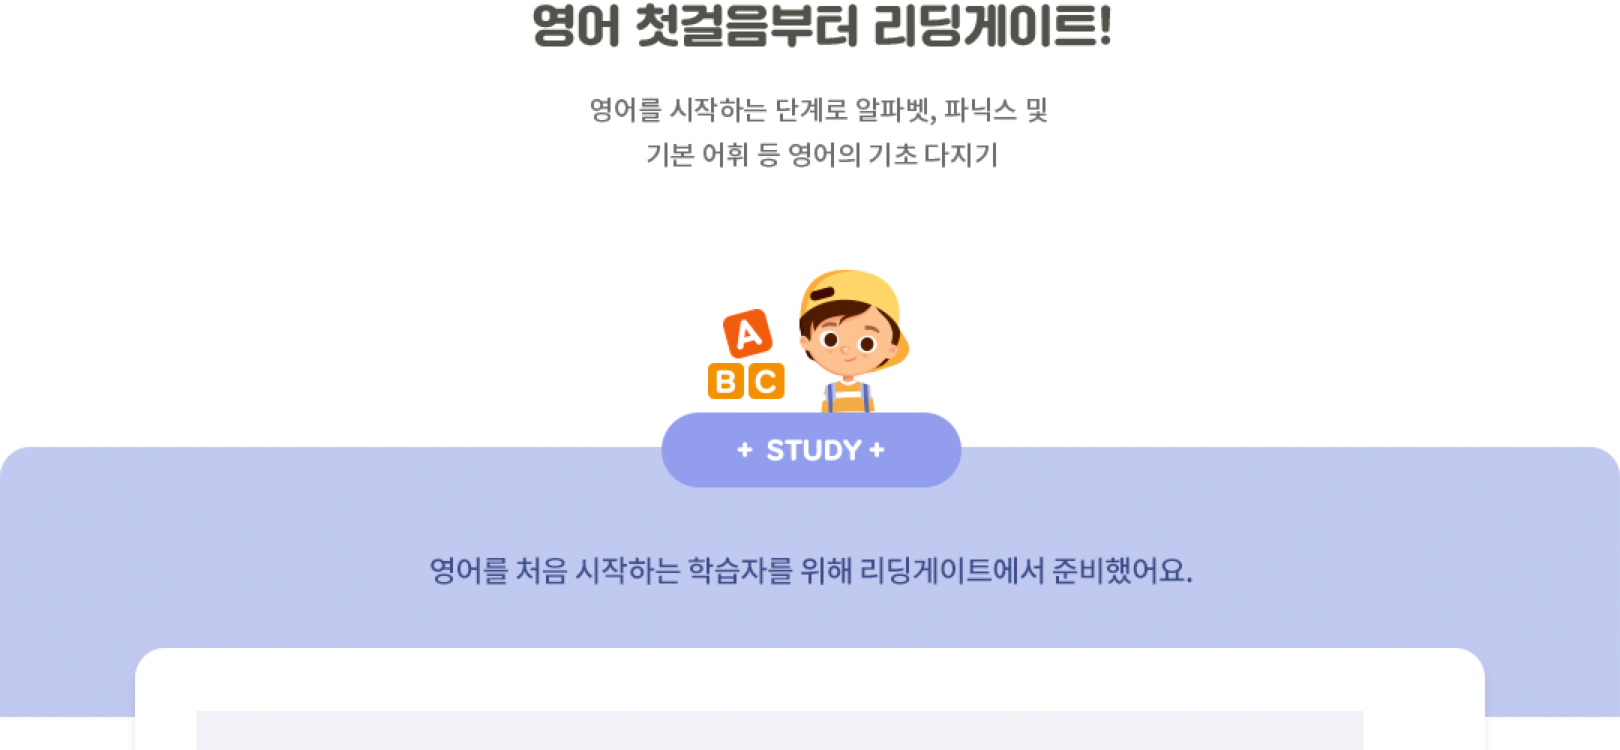 영어 첫걸음부터 리딩게이트!
영어를 시작하는 단계로 알파벳, 파닉스 및
기본 어휘 등 영어의 기초 다지기
A
B C
+ STUDY +
영어를 처음 시작하는 학습자를 위해 리딩게이트에서 준비했어요.